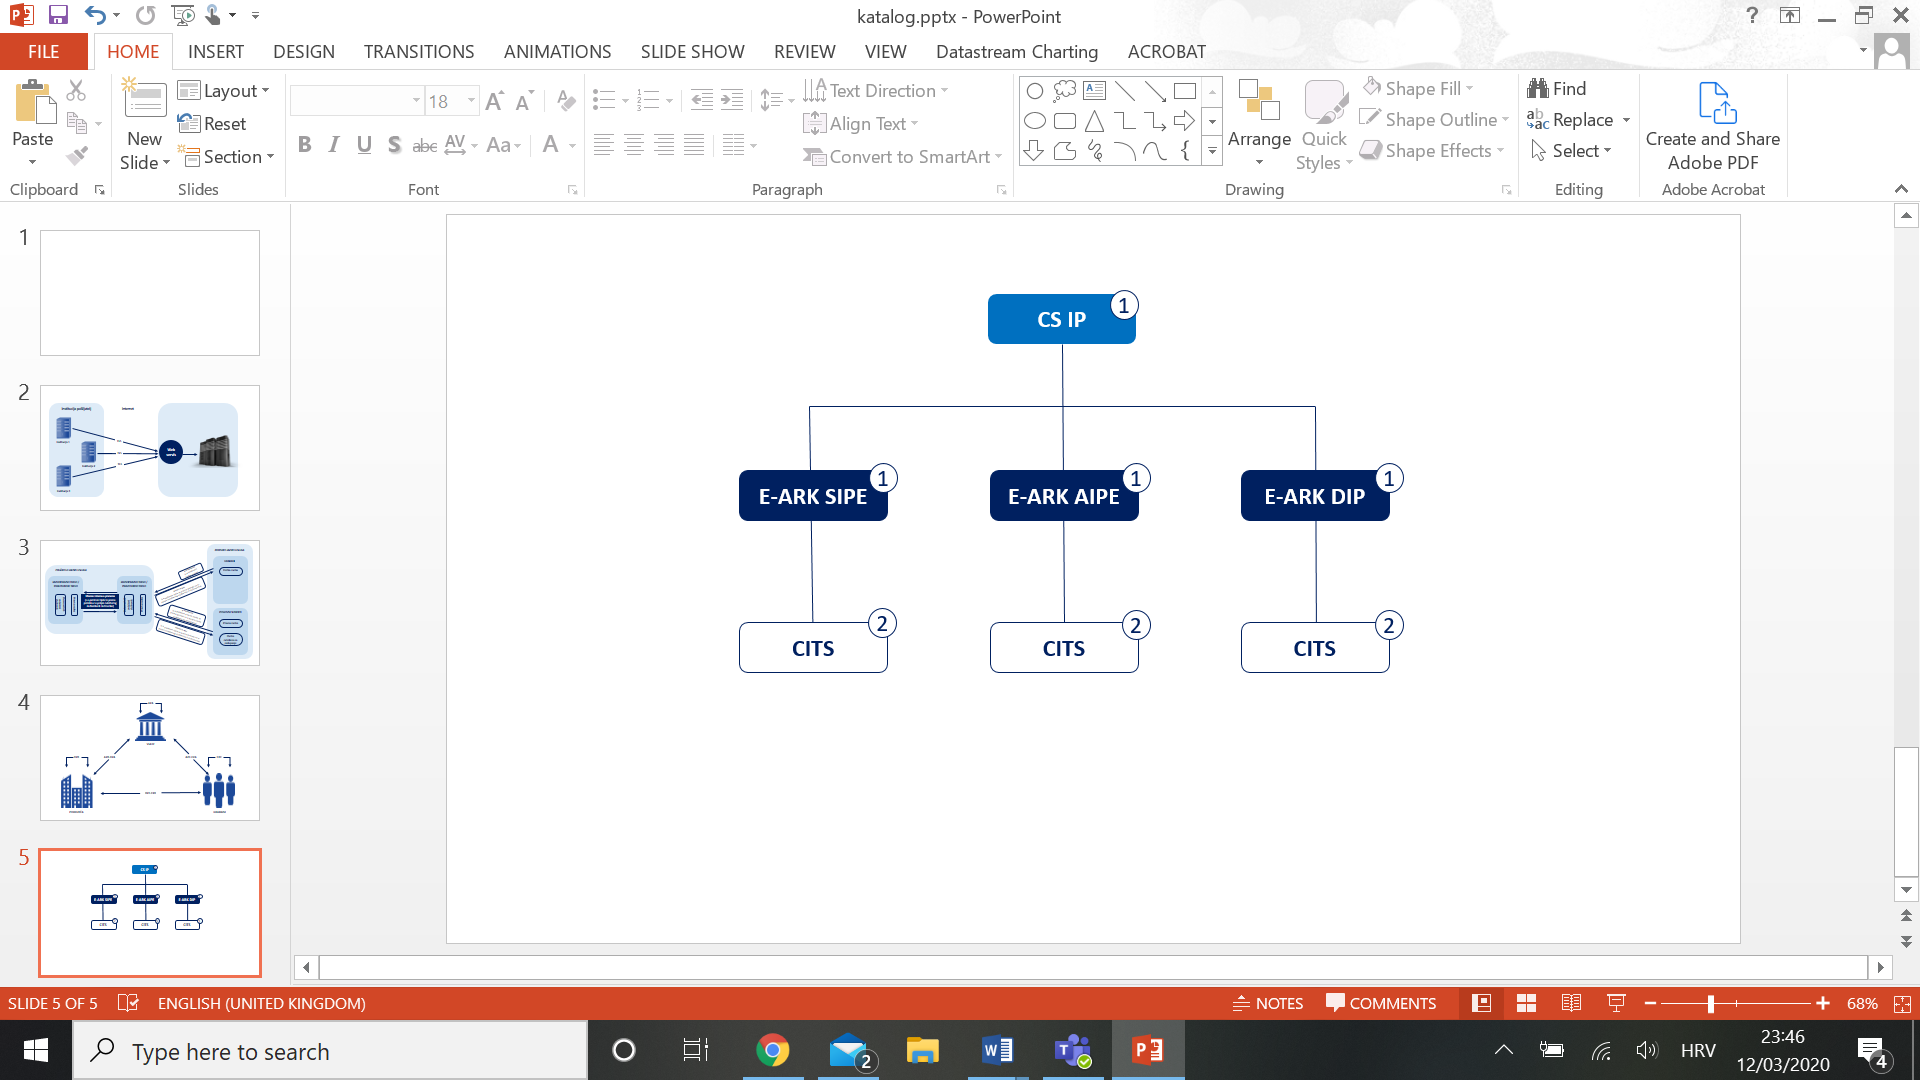 katalog.pptx - PowerPoint
?
FILE HOME INSERT DESIGN TRANSITIONS ANIMATIONS SLIDE SHOW REVIEW VIEW Datastream Charting ACROBAT
Paste
New
Slide
Layout
Reset
Section
18
B I U S abc AV Aa A
Text Direction
Align Text
Convert to SmartArt
Arrange
Quick
Styles
Shape Fill
Shape Outline
Shape Effects
Find
Replace
Select
Create and Share
Adobe PDF
Clipboard Slides Font Paragraph Drawing Editing Adobe Acrobat
1
2
3
4
5
CS IP 1
E-ARK SIPE 1
E-ARK AIPE 1
E-ARK DIP 1
CITS 2
CITS 2
CITS 2
SLIDE 5 OF 5 ENGLISH (UNITED KINGDOM) NOTES COMMENTS 68%
Type here to search
2
HRV
23:46
12/03/2020
4